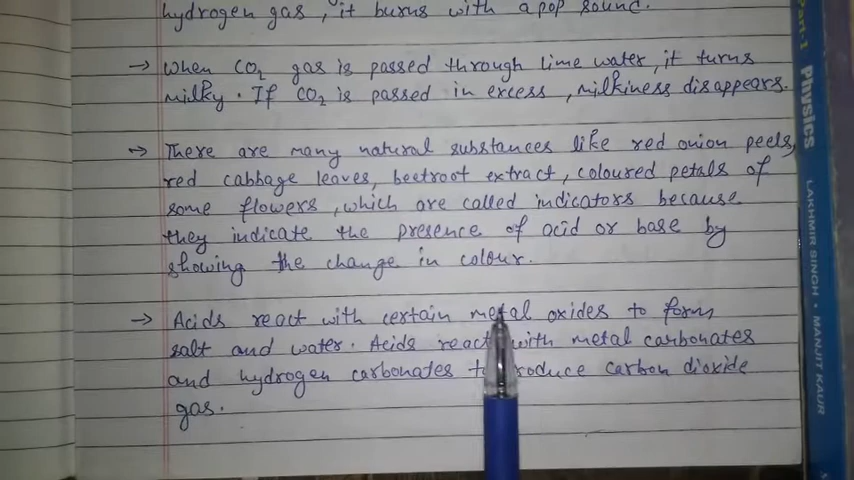 hydrogen gas, it burns with a pop sound.
→ When CO2 gas is passed through lime water, it turns
milky. If CO2 is passed in excess, milkiness disappears.
→ There are many natural substances like red onion peels,
red cabbage leaves, beetroot extract, coloured petals of
some flowers, which are called indicators because
they indicate the presence of acid or base by
showing the change in colour.
→ Acids react with certain metal oxides to form
salt and water. Acids react with metal carbonates
and hydrogen carbonates to produce carbon dioxide
gas.
Part-1 Physics
LAKHMIR SINGH • MANJIT KAUR